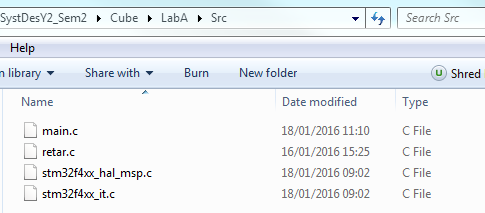 SystDesY2_Sem2 Cube LabA Src Search Src
Help
library Share with Burn New folder Shred
Name Date modified Type
main.c 18/01/2016 11:10 C File
retar.c 16/01/2016 15:25 C File
stm32f4xx_hal_msp.c 18/01/2016 09:02 C File
stm32f4xx_it.c 18/01/2016 09:02 C File